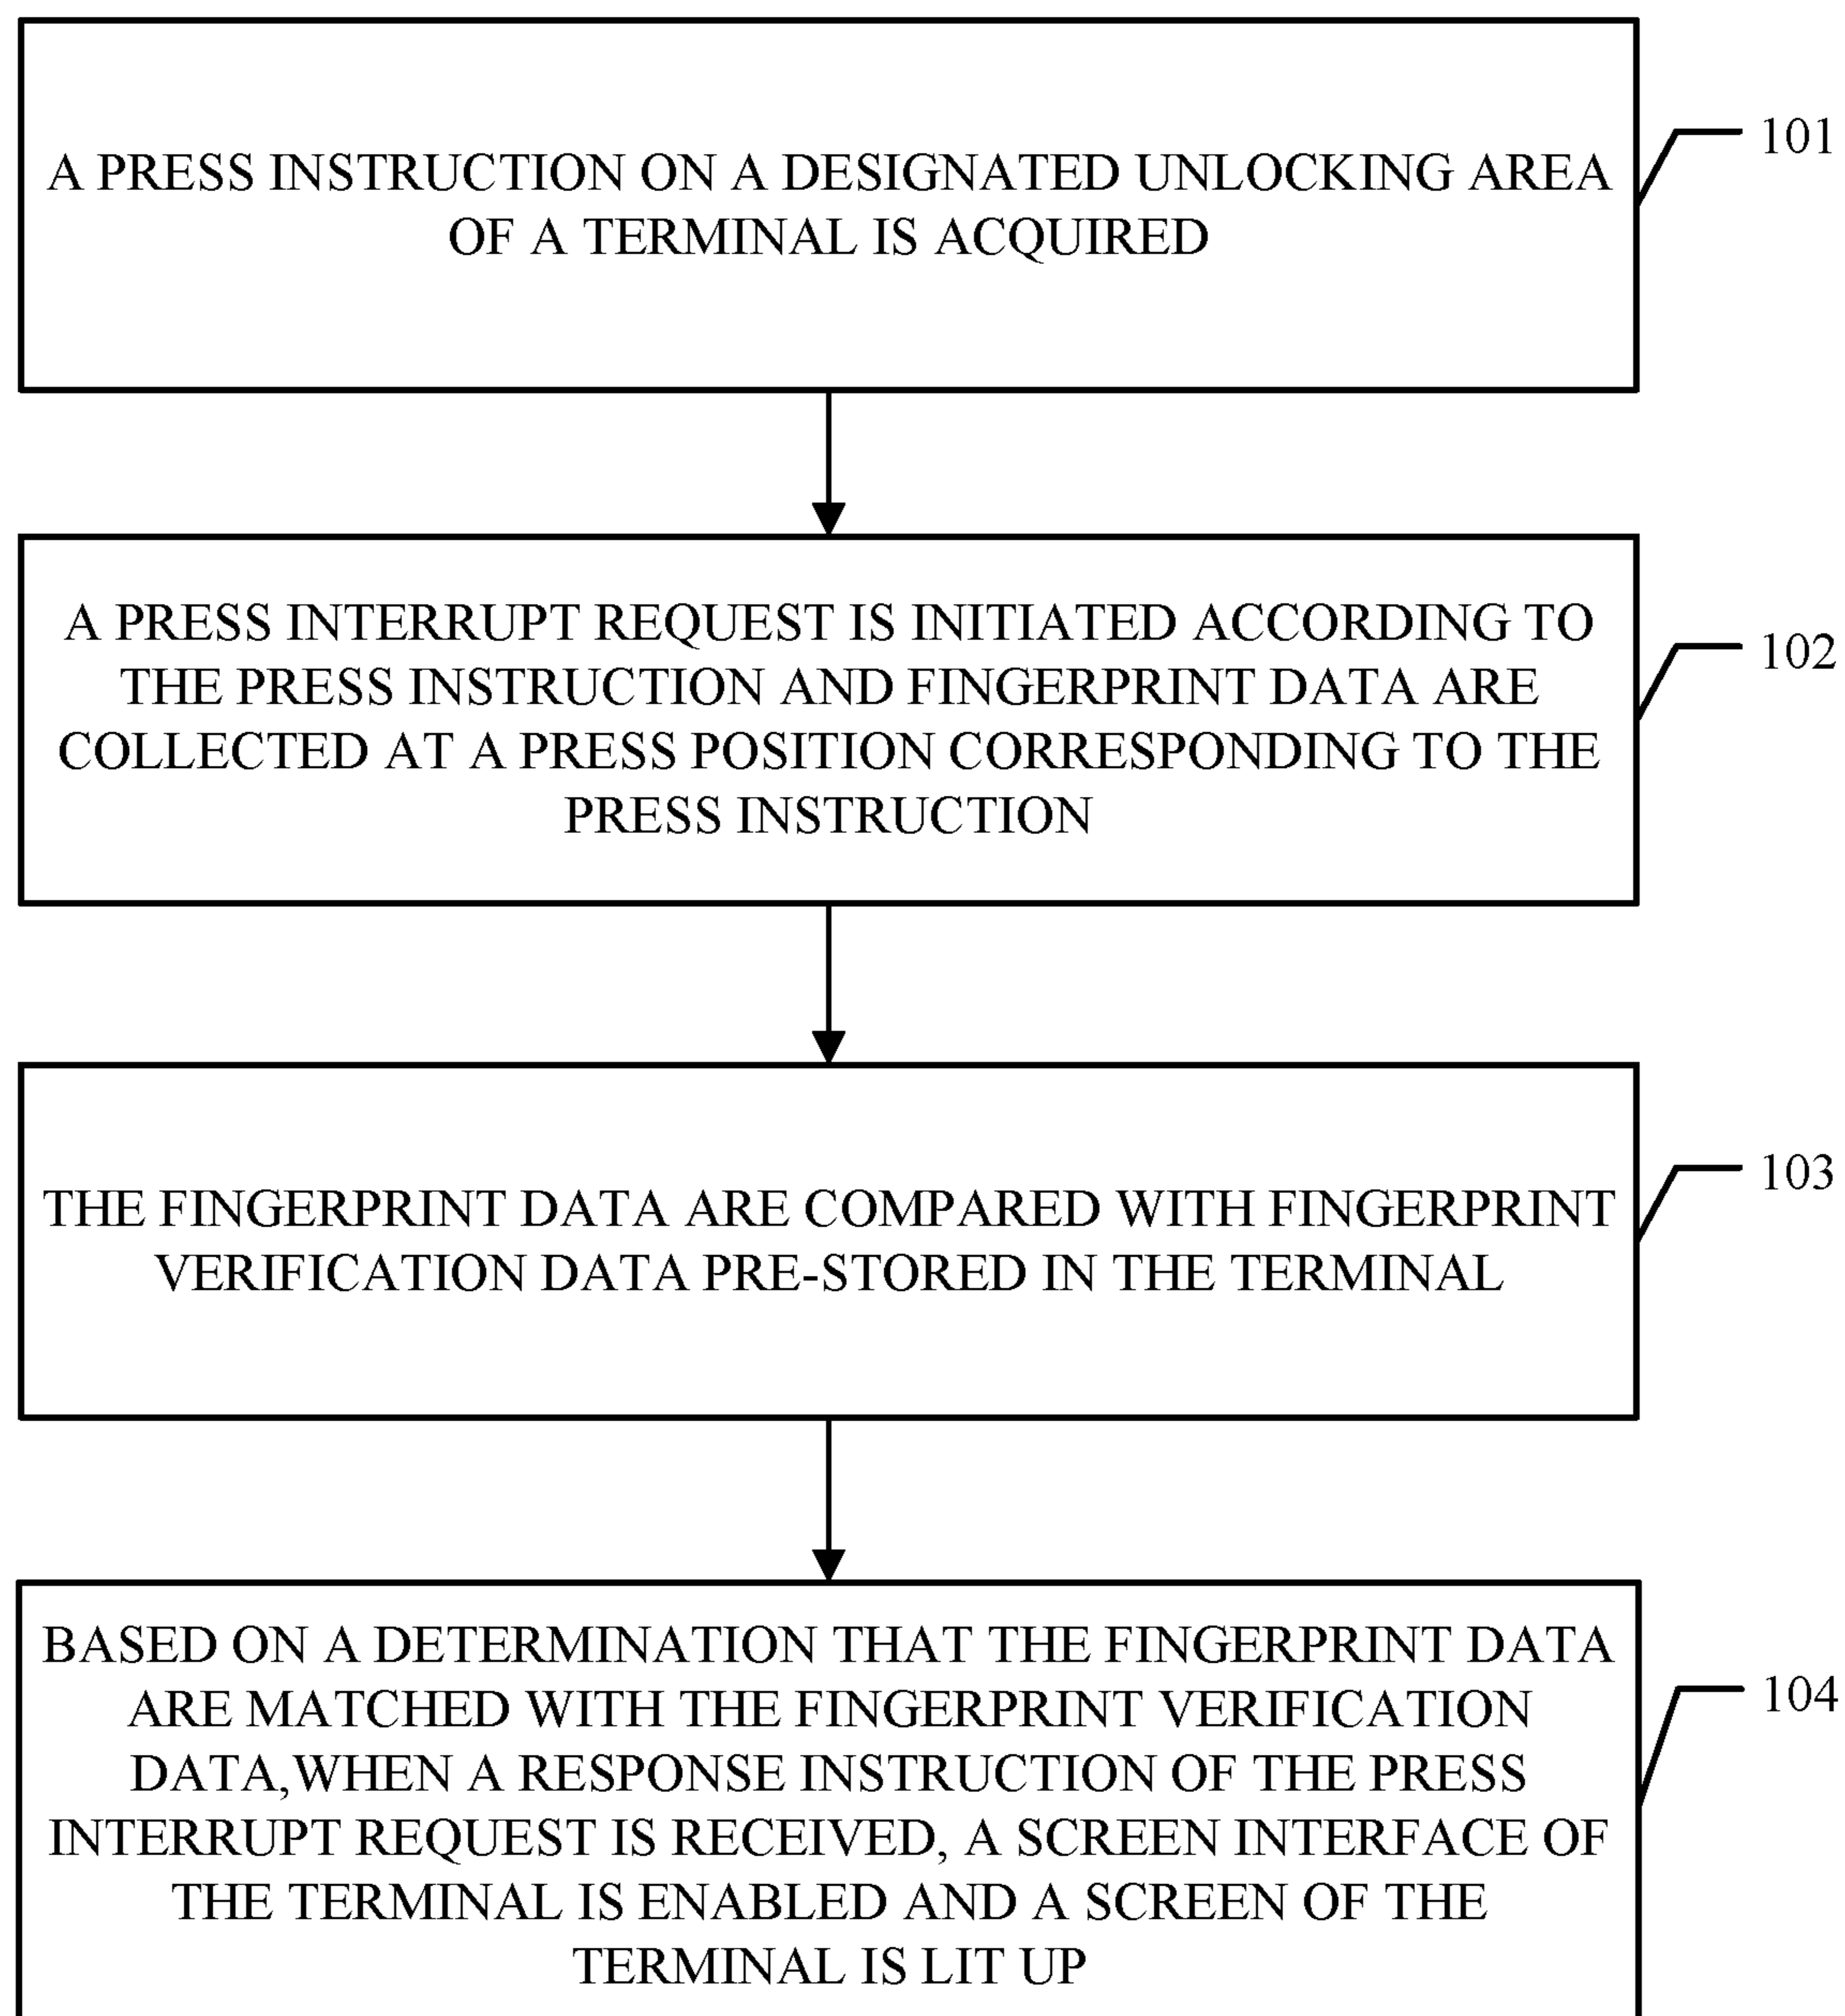 A PRESS INSTRUCTION ON A DESIGNATED UNLOCKING AREA
OF A TERMINAL IS ACQUIRED
101
A PRESS INTERRUPT REQUEST IS INITIATED ACCORDING TO
THE PRESS INSTRUCTION AND FINGERPRINT DATA ARE
COLLECTED AT A PRESS POSITION CORRESPONDING TO THE
PRESS INSTRUCTION
102
THE FINGERPRINT DATA ARE COMPARED WITH FINGERPRINT
VERIFICATION DATA PRE-STORED IN THE TERMINAL
103
BASED ON A DETERMINATION THAT THE FINGERPRINT DATA
ARE MATCHED WITH THE FINGERPRINT VERIFICATION
DATA,WHEN A RESPONSE INSTRUCTION OF THE PRESS
INTERRUPT REQUEST IS RECEIVED, A SCREEN INTERFACE OF
THE TERMINAL IS ENABLED AND A SCREEN OF THE
TERMINAL IS LIT UP
104